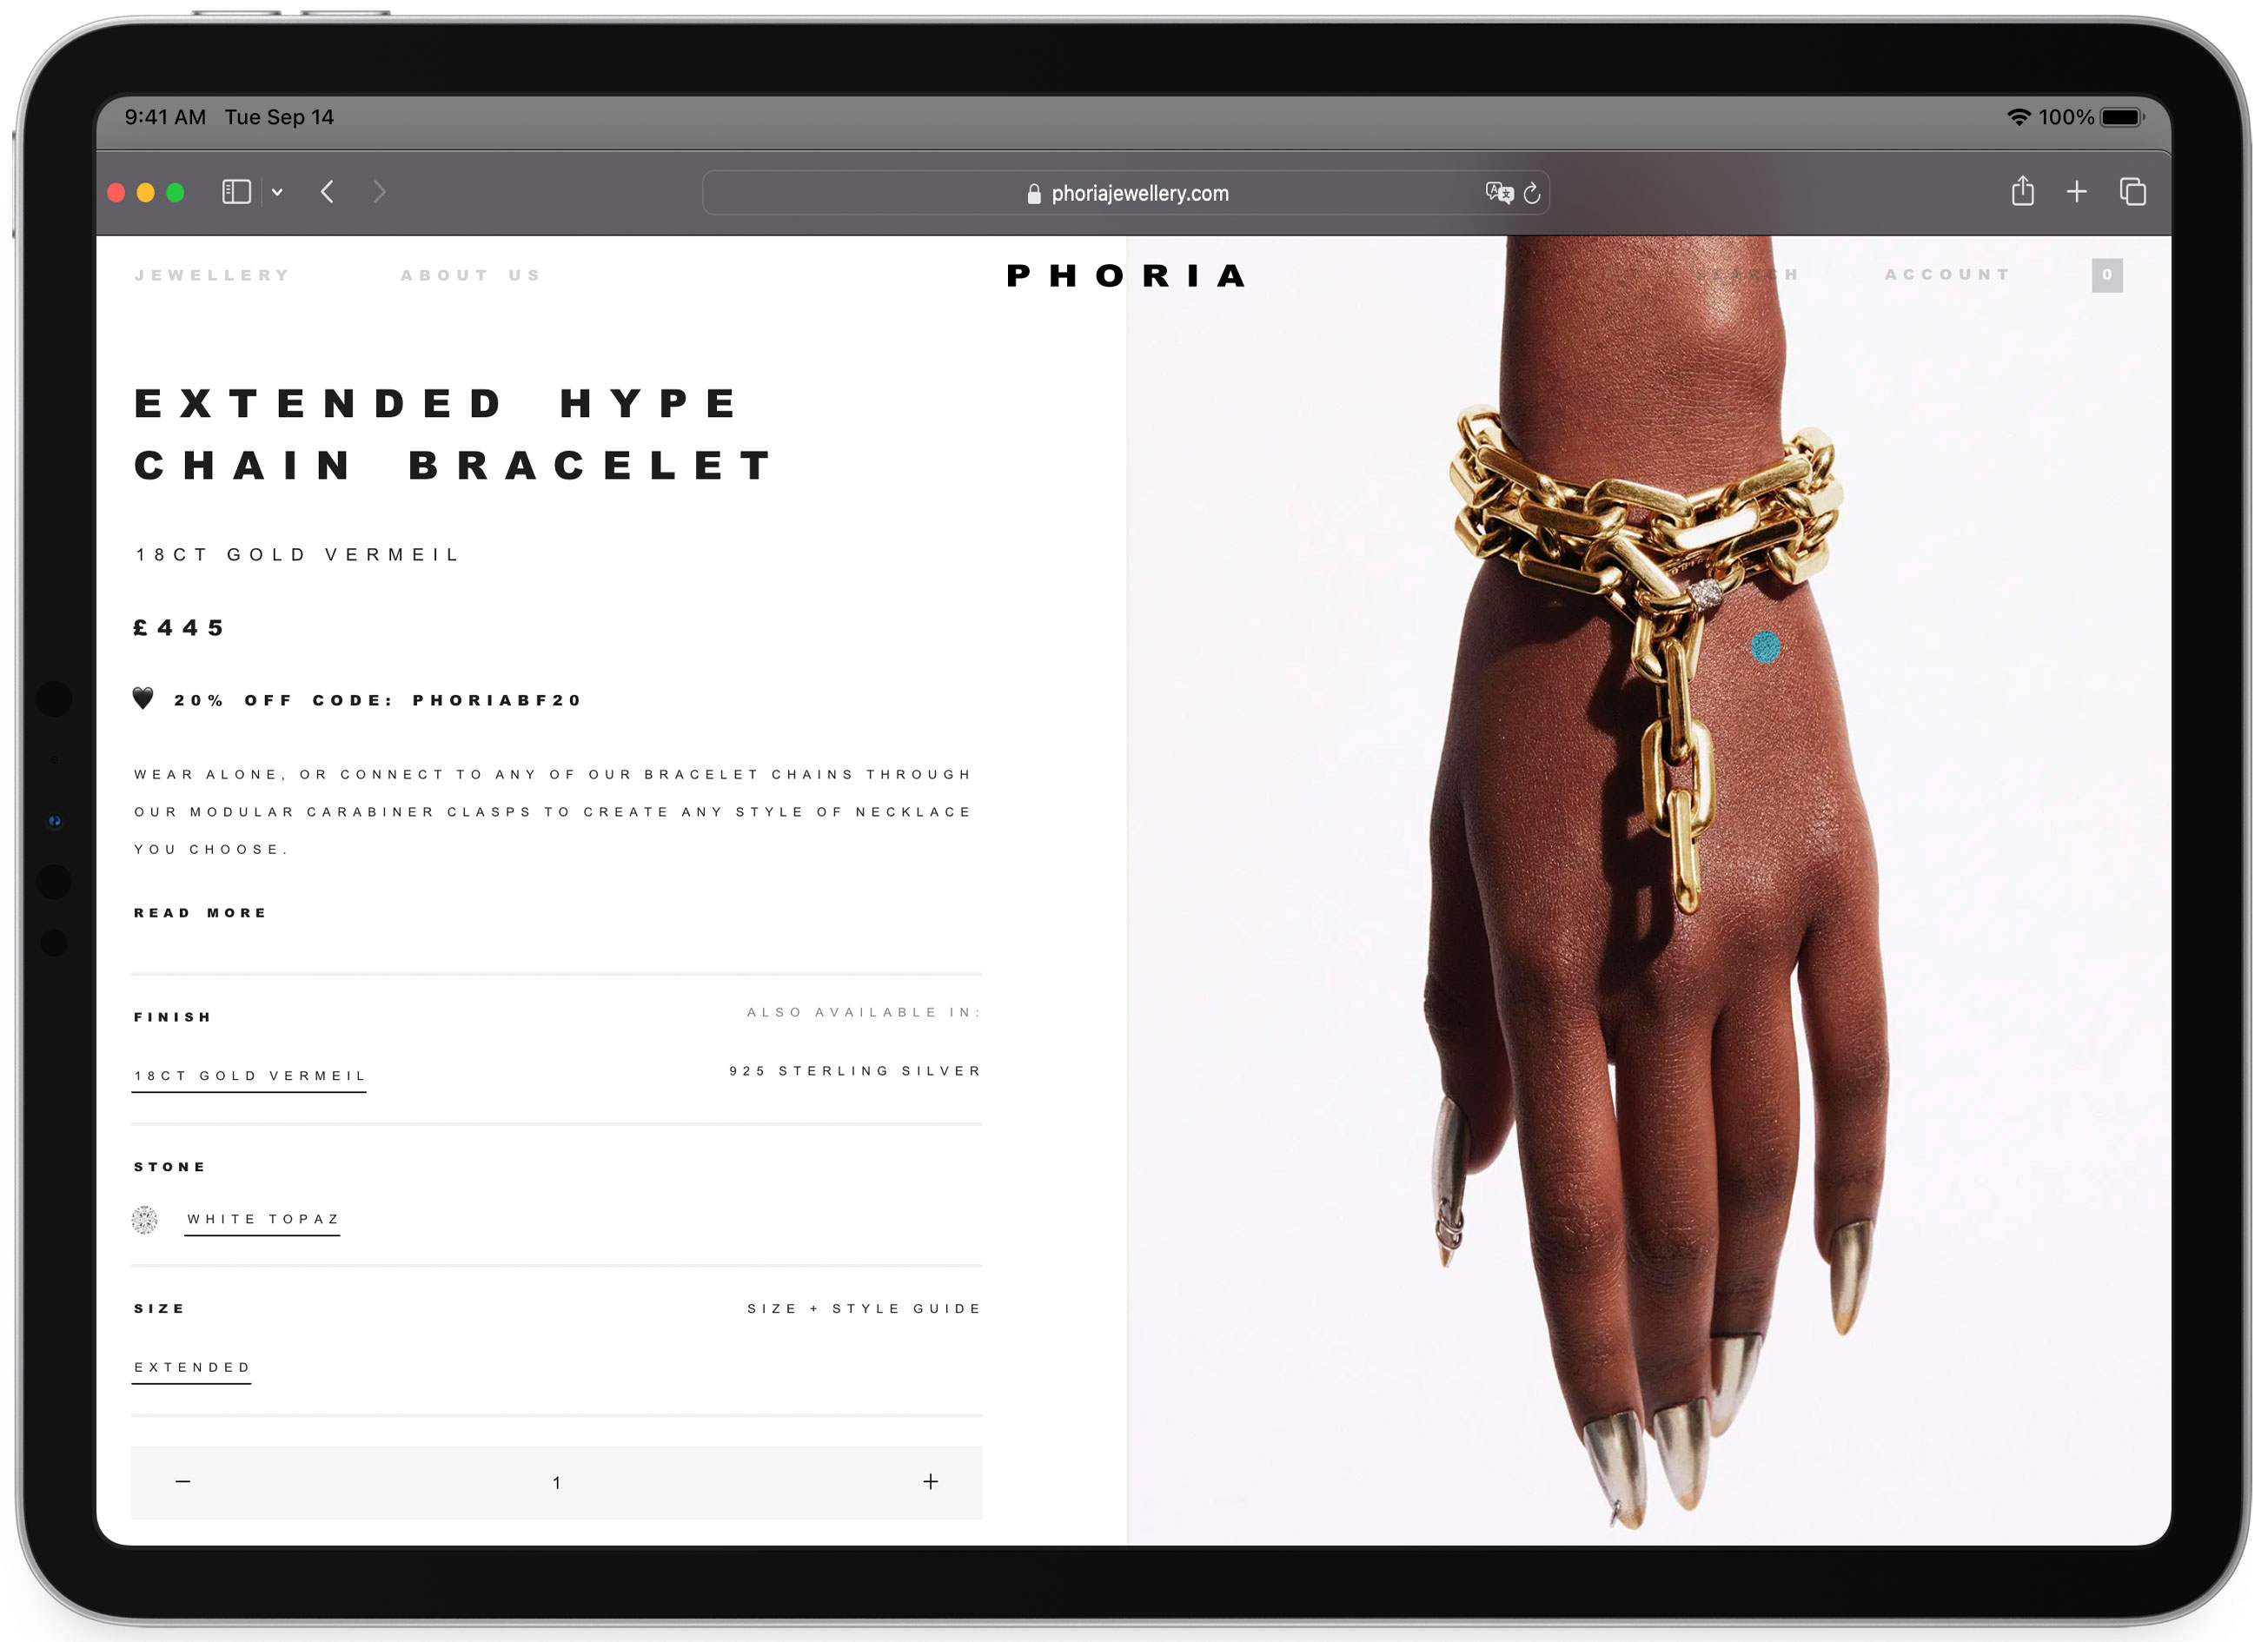 9:41 AM Tue Sep 14
100%
phoriajewellery.com
JEWELLERY ABOUT US PHORIA SEARCH ACCOUNT 0
EXTENDED HYPE
CHAIN BRACELET
18CT GOLD VERMEIL
£445
🖤 20% OFF CODE: PHORIABF20
WEAR ALONE, OR CONNECT TO ANY OF OUR BRACELET CHAINS THROUGH
OUR MODULAR CARABINER CLASPS TO CREATE ANY STYLE OF NECKLACE
YOU CHOOSE.
READ MORE
FINISH
ALSO AVAILABLE IN:
18CT GOLD VERMEIL
925 STERLING SILVER
STONE
WHITE TOPAZ
SIZE
SIZE + STYLE GUIDE
EXTENDED
− 1 +